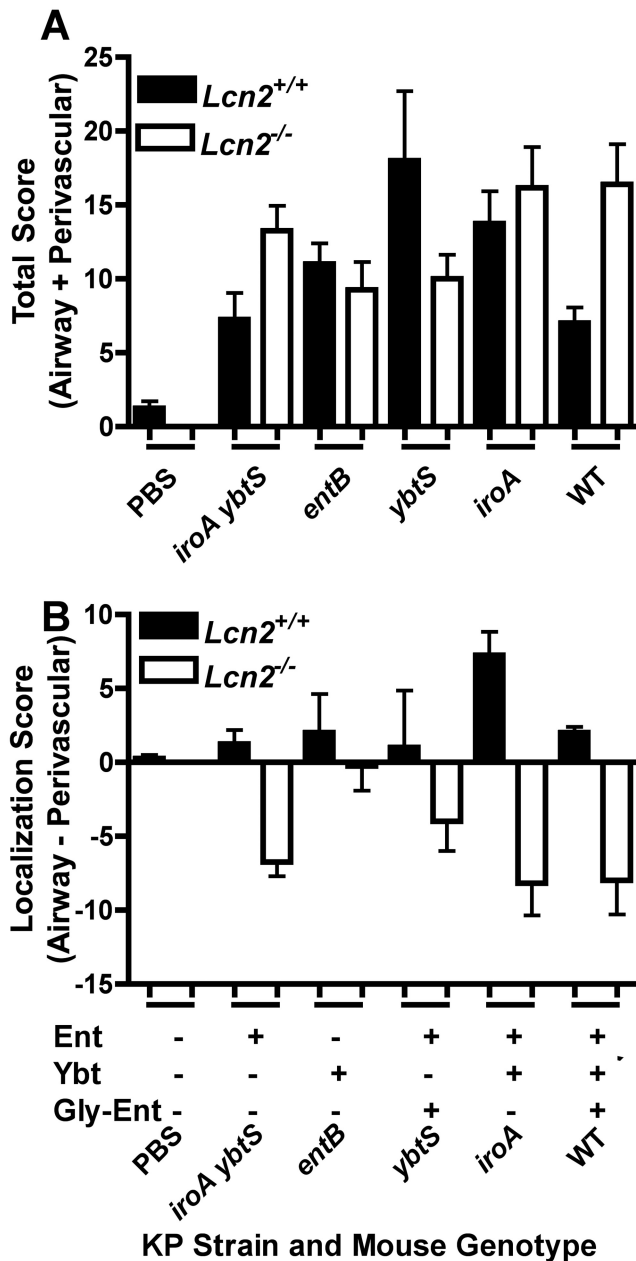 A
25
20
15
10
5
0
Total Score
(Airway + Perivascular)
Lcn2+/+
Lcn2-/-
PBS
iroA ybtS
entB
ybtS
iroA
WT
B
10
5
0
-5
-10
-15
Localization Score
(Airway - Perivascular)
Lcn2+/+
Lcn2-/-
Ent - + - + + +
Ybt - - + - + +
Gly-Ent - - - + - +
PBS
iroA ybtS
entB
ybtS
iroA
WT
KP Strain and Mouse Genotype